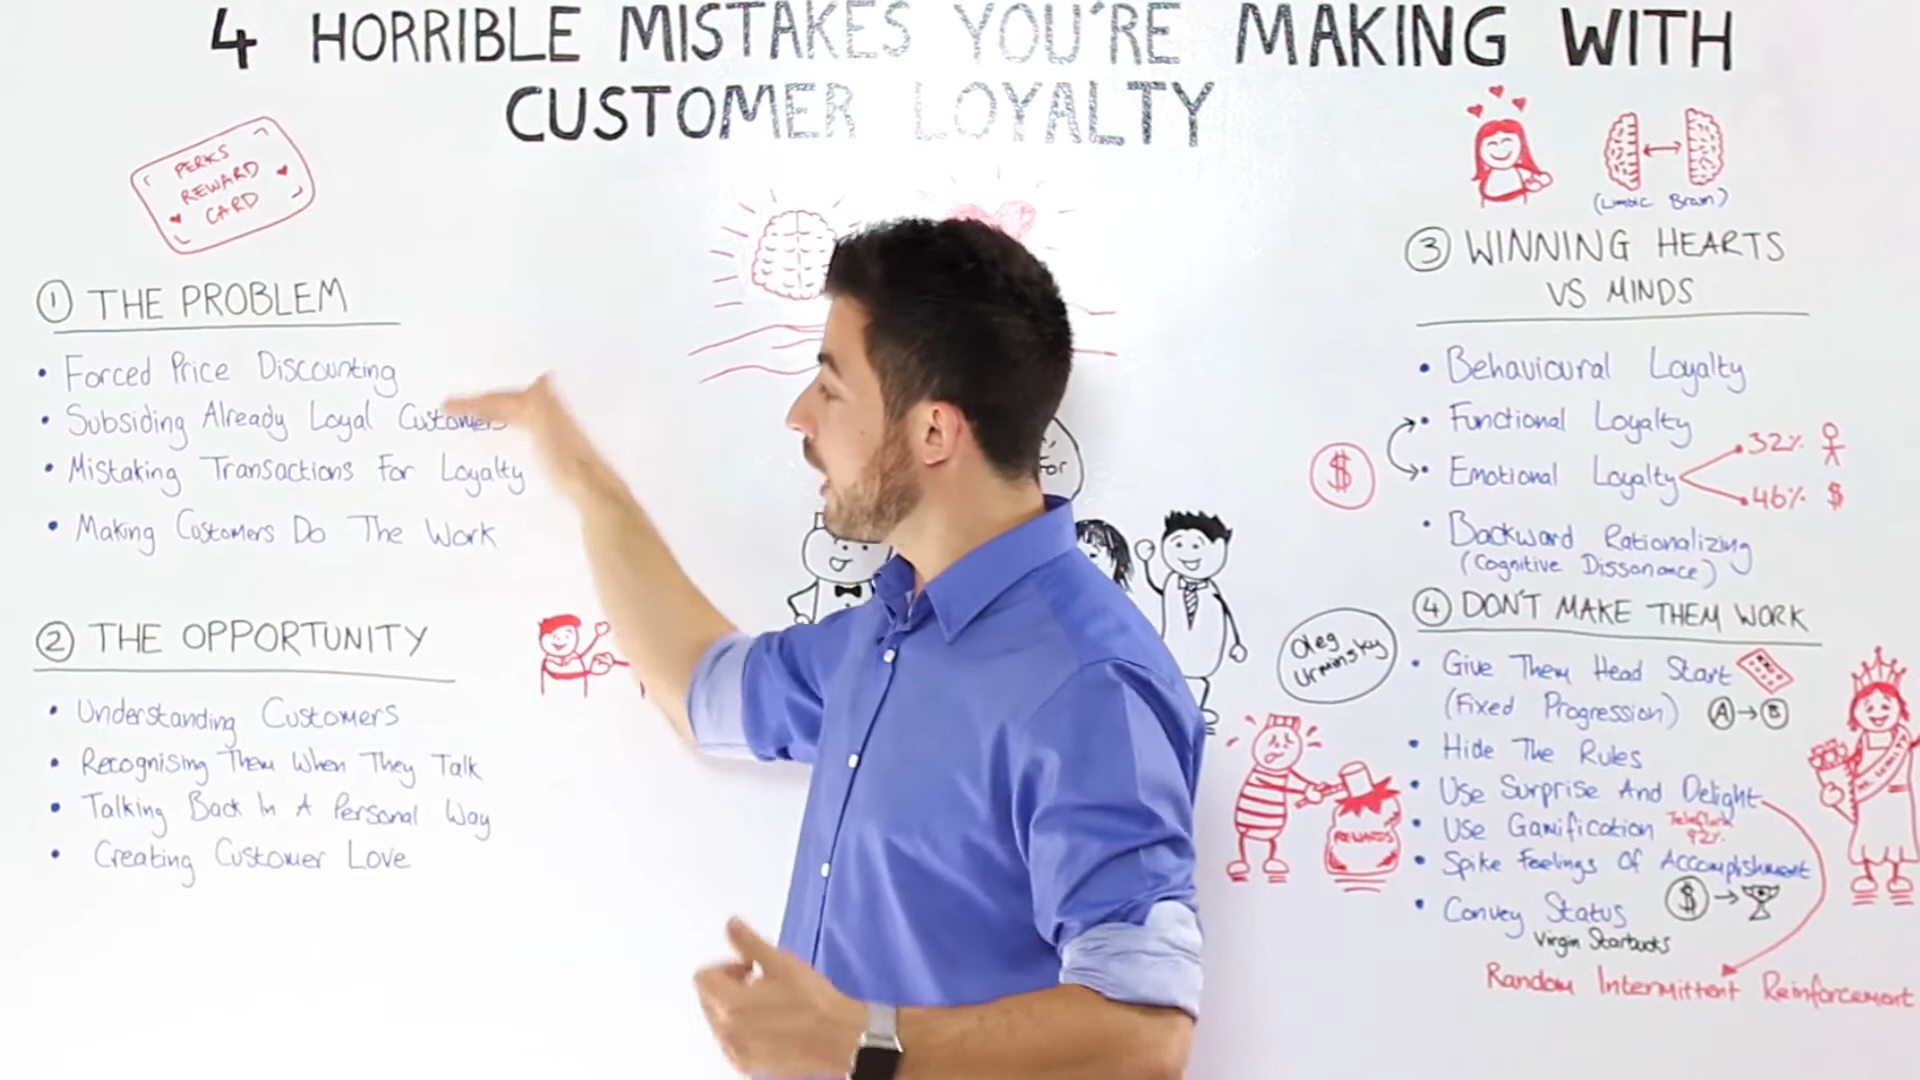 4 HORRIBLE MISTAKES YOU'RE MAKING WITH
CUSTOMER LOYALTY
PERKS
REWARD
CARD
① THE PROBLEM
• Forced Price Discounting
• Subsiding Already Loyal Customers
• Mistaking Transactions For Loyalty
• Making Customers Do The Work
② THE OPPORTUNITY
• Understanding Customers
• Recognising Them When They Talk
• Talking Back In A Personal Way
• Creating Customer Love
For
(Limbic Brain)
③ WINNING HEARTS
VS MINDS
• Behavioural Loyalty
• Functional Loyalty
$ • Emotional Loyalty
32%
46% $
• Backward Rationalizing
(Cognitive Dissonance)
Oleg
Urminsky
REWARDS
④ DON'T MAKE THEM WORK
• Give Them Head Start
(Fixed Progression) A → B
• Hide The Rules
• Use Surprise And Delight
• Use Gamification
92%
• Spike Feelings Of Accomplishment
• Convey Status $ →
Virgin Starbucks
Random Intermittent Reinforcement